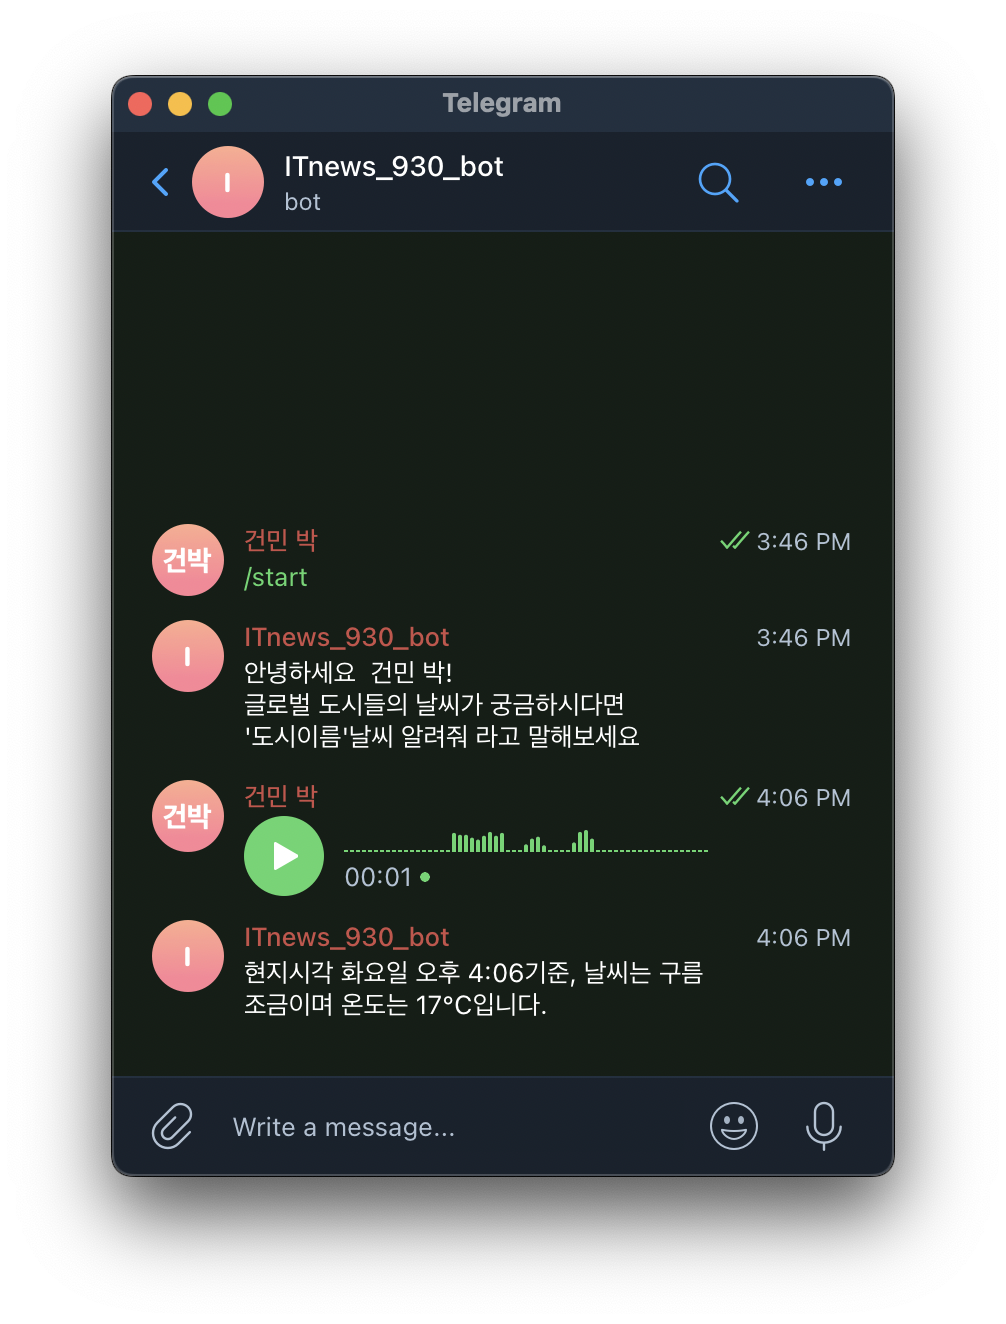 Telegram
I
ITnews_930_bot
bot
건박
건민 박
3:46 PM
/start
I
ITnews_930_bot
3:46 PM
안녕하세요  건민 박!
글로벌 도시들의 날씨가 궁금하시다면
'도시이름'날씨 알려줘 라고 말해보세요
건박
건민 박
4:06 PM
00:01
I
ITnews_930_bot
4:06 PM
현지시각 화요일 오후 4:06기준, 날씨는 구름
조금이며 온도는 17°C입니다.
Write a message...